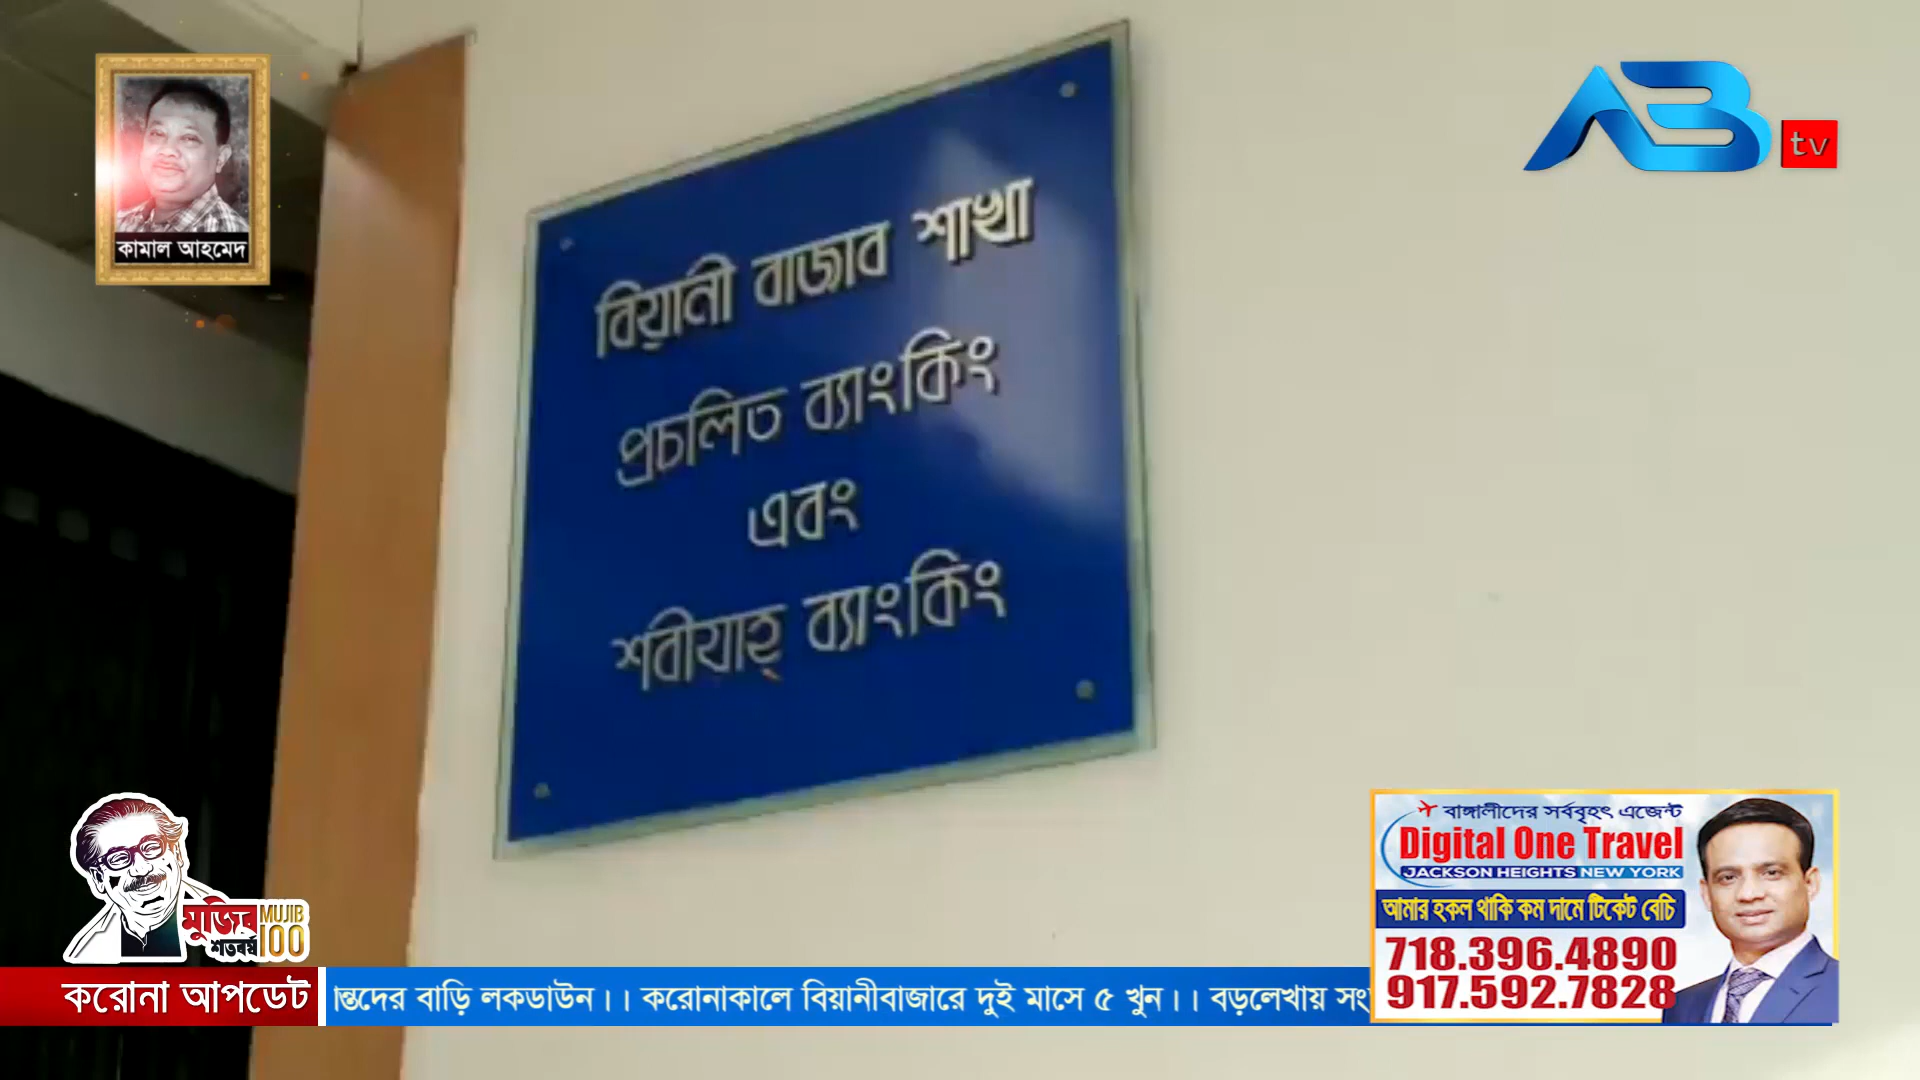 কামাল আহমেদ
AB tv
বিয়ানী বাজার শাখা
প্রচলিত ব্যাংকিং
এবং
শরীয়াহ্ ব্যাংকিং
মুজিব MUJIB
শতবর্ষ 100
বাঙ্গালীদের সর্ববৃহৎ এজেন্ট
Digital One Travel
JACKSON HEIGHTS NEW YORK
আমার হকল থাকি কম দামে টিকেট বেচি
718.396.4890
917.592.7828
করোনা আপডেট
ন্তদের বাড়ি লকডাউন।। করোনাকালে বিয়ানীবাজারে দুই মাসে ৫ খুন।। বড়লেখায় সং